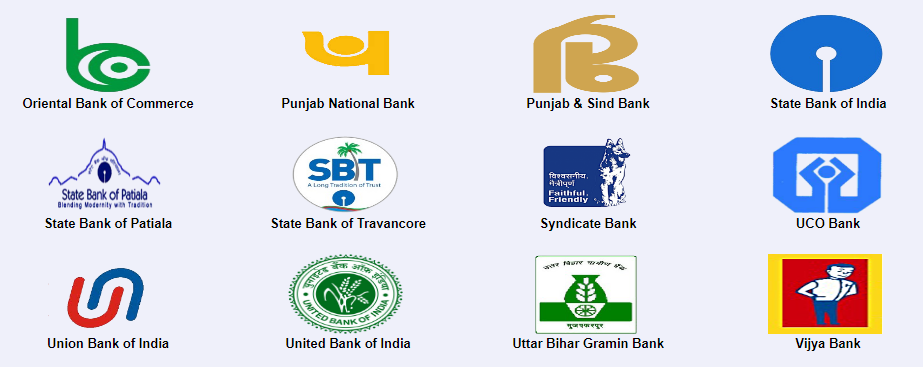 Oriental Bank of Commerce
Punjab National Bank
Punjab & Sind Bank
State Bank of India
State Bank of Patiala
Blending Modernity with Tradition
State Bank of Patiala
SBT
A Long Tradition of Trust
State Bank of Travancore
विश्वसनीय,
मैत्रीपूर्ण
Faithful,
Friendly
Syndicate Bank
UCO Bank
Union Bank of India
युनाइटेड बैंक ऑफ इंडिया
UNITED BANK OF INDIA
United Bank of India
उत्तर बिहार ग्रामीण बैंक
मुजफ्फरपुर
Uttar Bihar Gramin Bank
Vijya Bank